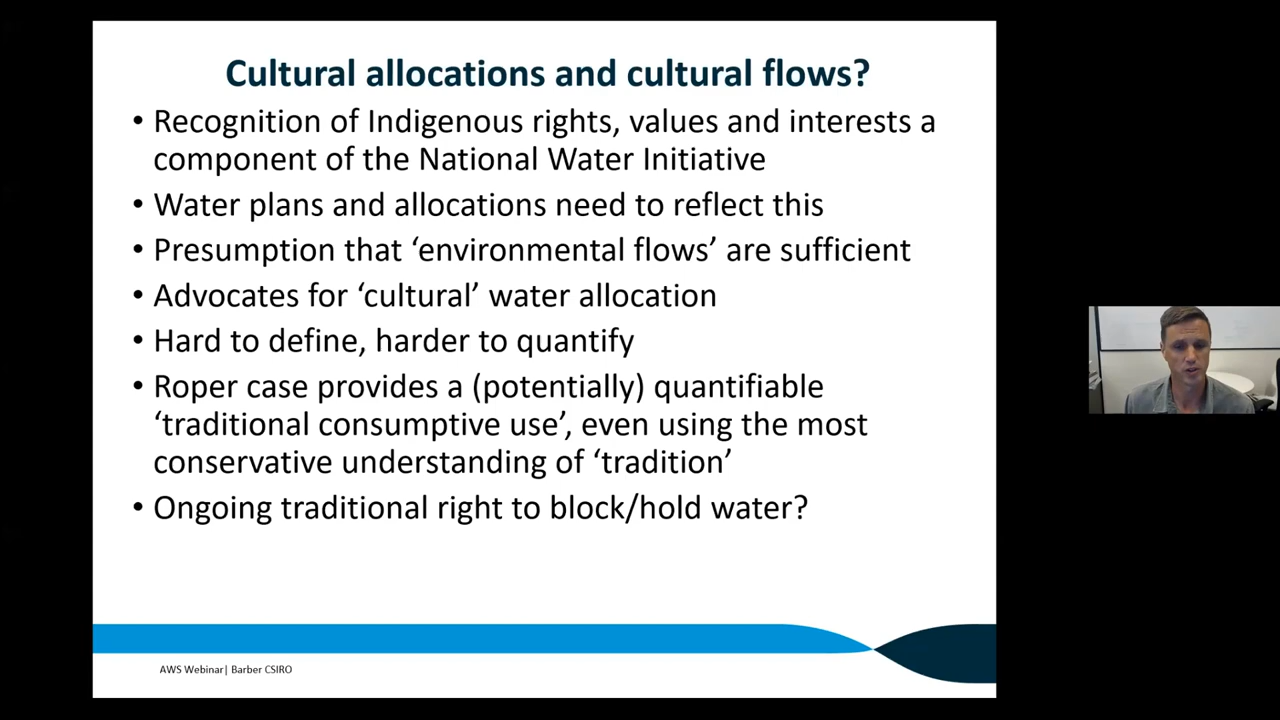 Cultural allocations and cultural flows?
• Recognition of Indigenous rights, values and interests a
component of the National Water Initiative
• Water plans and allocations need to reflect this
• Presumption that ‘environmental flows’ are sufficient
• Advocates for ‘cultural’ water allocation
• Hard to define, harder to quantify
• Roper case provides a (potentially) quantifiable
‘traditional consumptive use’, even using the most
conservative understanding of ‘tradition’
• Ongoing traditional right to block/hold water?
AWS Webinar| Barber CSIRO